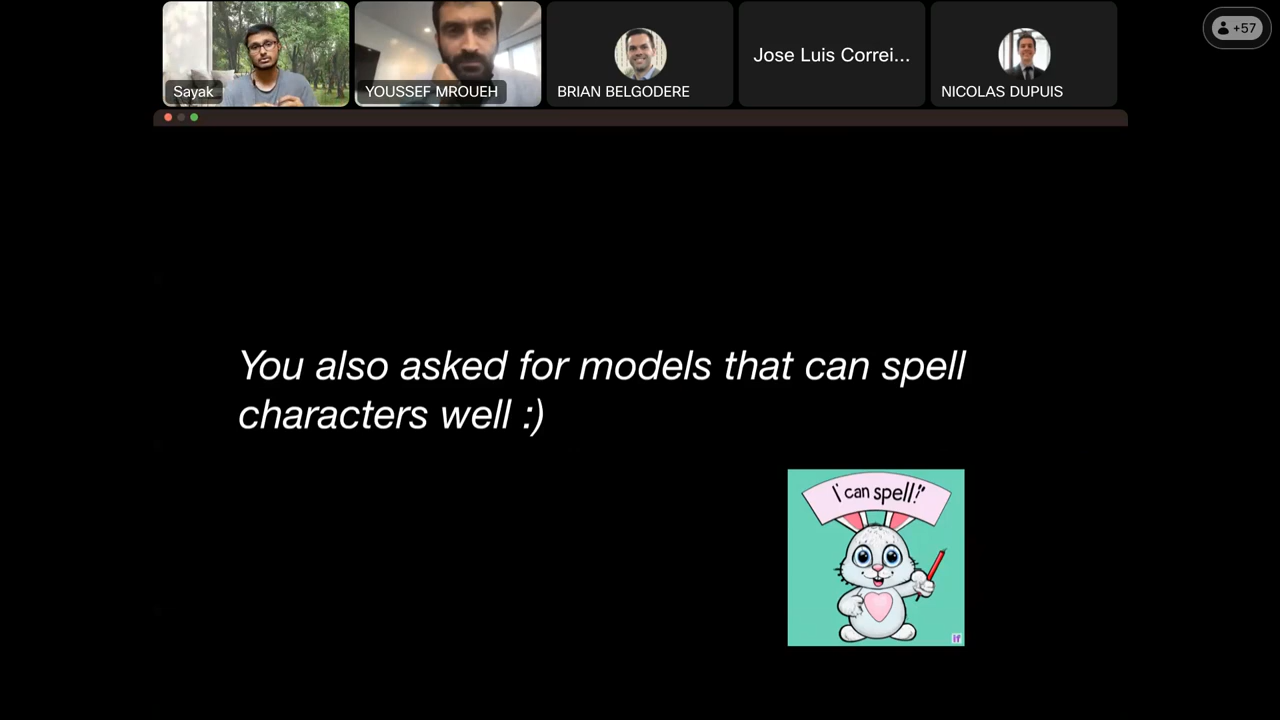 +57
Sayak
YOUSSEF MROUEH
BRIAN BELGODERE
Jose Luis Correi...
NICOLAS DUPUIS
You also asked for models that can spell
characters well :)
i can spell!"
if